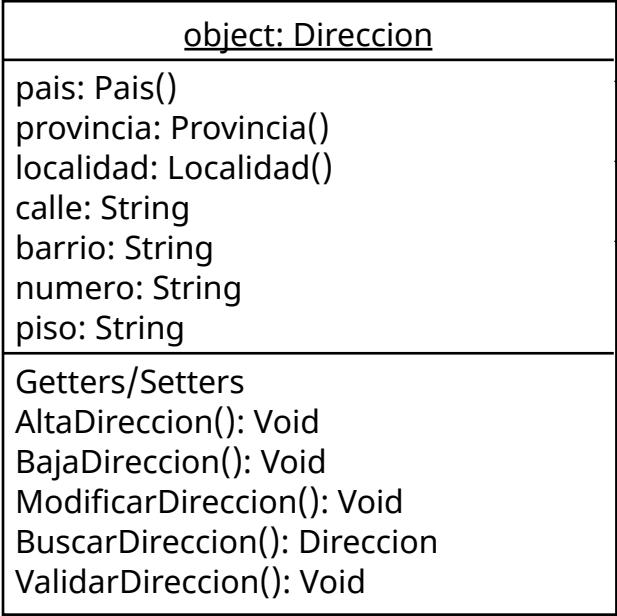 object: Direccion
pais: Pais()
provincia: Provincia()
localidad: Localidad()
calle: String
barrio: String
numero: String
piso: String
Getters/Setters
AltaDireccion(): Void
BajaDireccion(): Void
ModificarDireccion(): Void
BuscarDireccion(): Direccion
ValidarDireccion(): Void